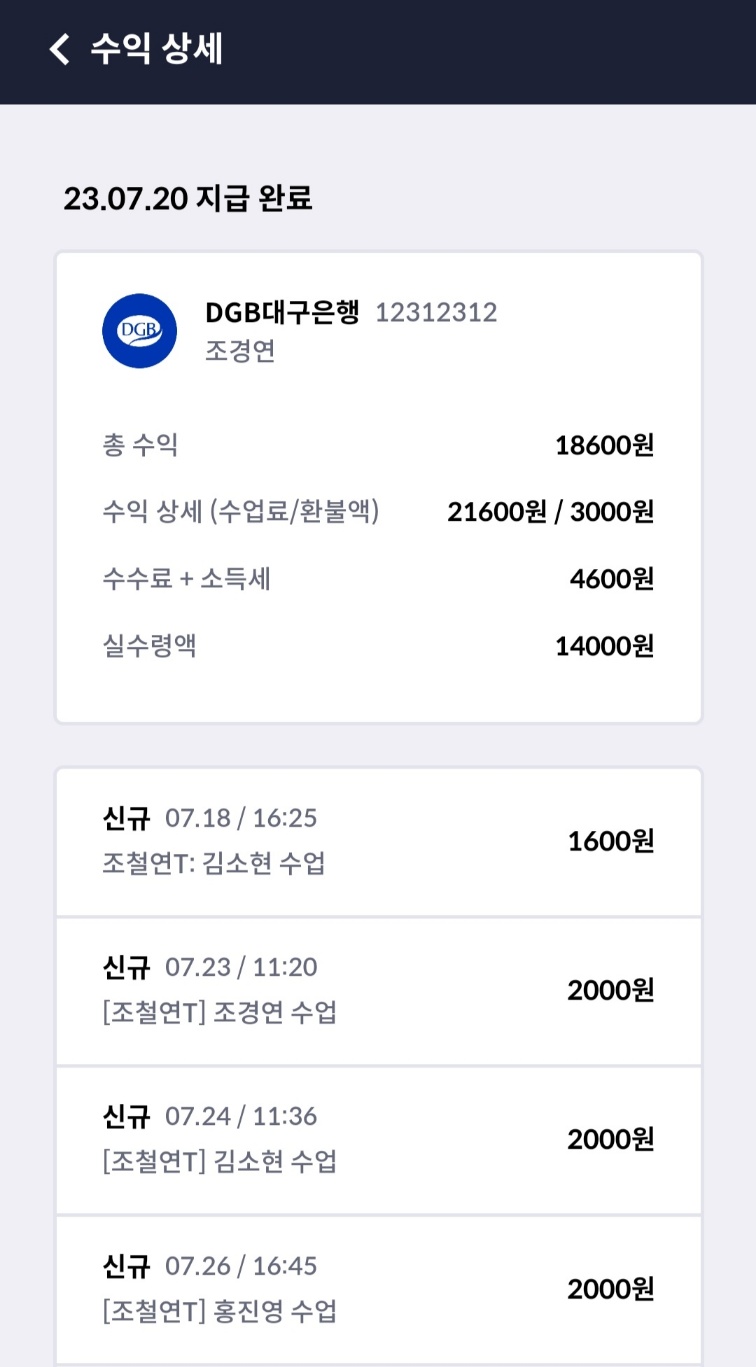 수익 상세
23.07.20 지급 완료
DGB
DGB대구은행 12312312
조경연
총 수익 18600원
수익 상세 (수업료/환불액) 21600원 / 3000원
수수료 + 소득세 4600원
실수령액 14000원
신규 07.18 / 16:25
조철연T: 김소현 수업
1600원
신규 07.23 / 11:20
[조철연T] 조경연 수업
2000원
신규 07.24 / 11:36
[조철연T] 김소현 수업
2000원
신규 07.26 / 16:45
[조철연T] 홍진영 수업
2000원